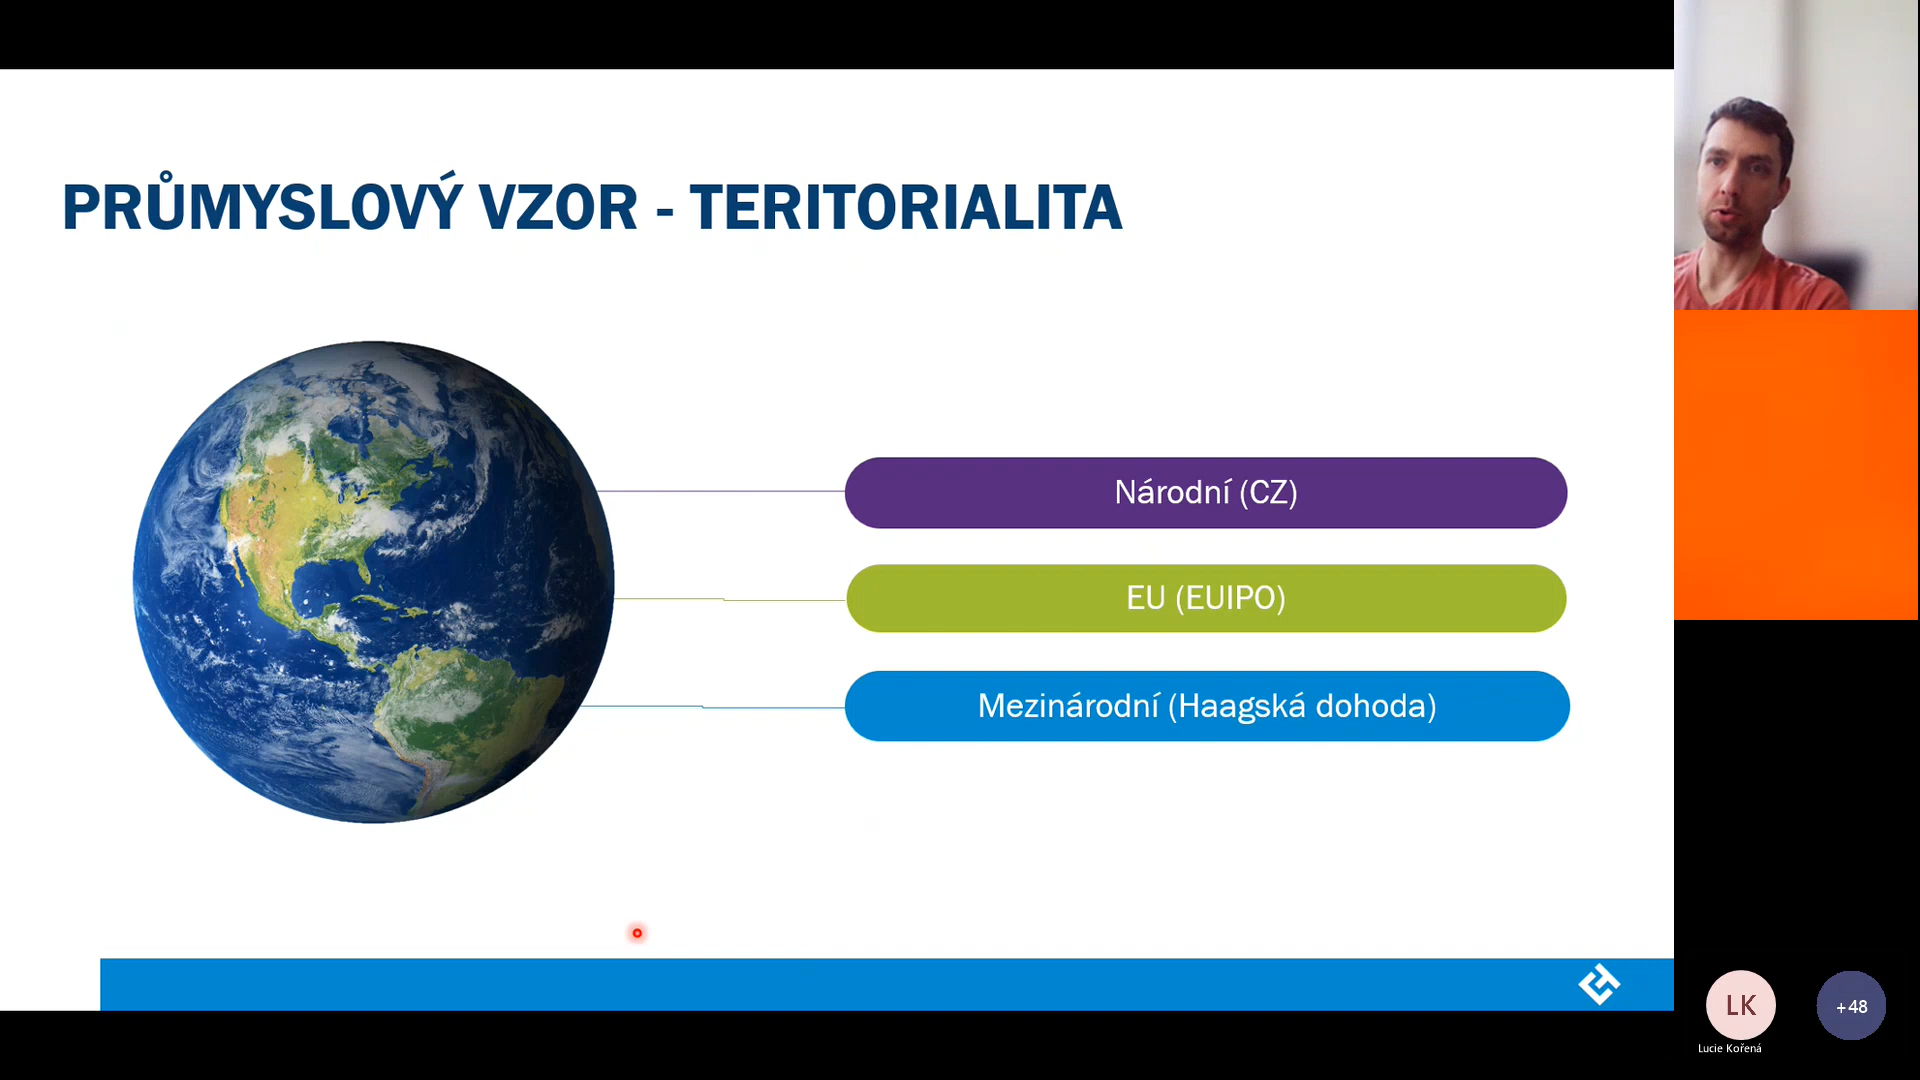 PRŮMYSLOVÝ VZOR - TERITORIALITA
Národní (CZ)
EU (EUIPO)
Mezinárodní (Haagská dohoda)
LK
+48
Lucie Kořená